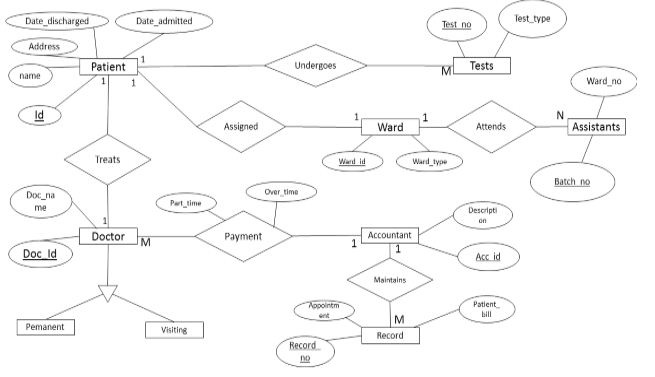 Date_discharged
Date_admitted
Test_no
Test_type
Address
Patient
1
Undergoes
M
Tests
name
1
1
Ward_no
Id
Assigned
1
Ward
1
Attends
N
Assistants
Treats
Ward_id
Ward_type
Batch_no
Doc_na
me
Part_time
Over_time
Descripti
on
1
Doctor
M
Payment
1
Accountant
1
Doc_Id
Acc_id
Maintains
Pemanent
Visiting
Appointm
ent
M
Record
Patient_
bill
Record_
no